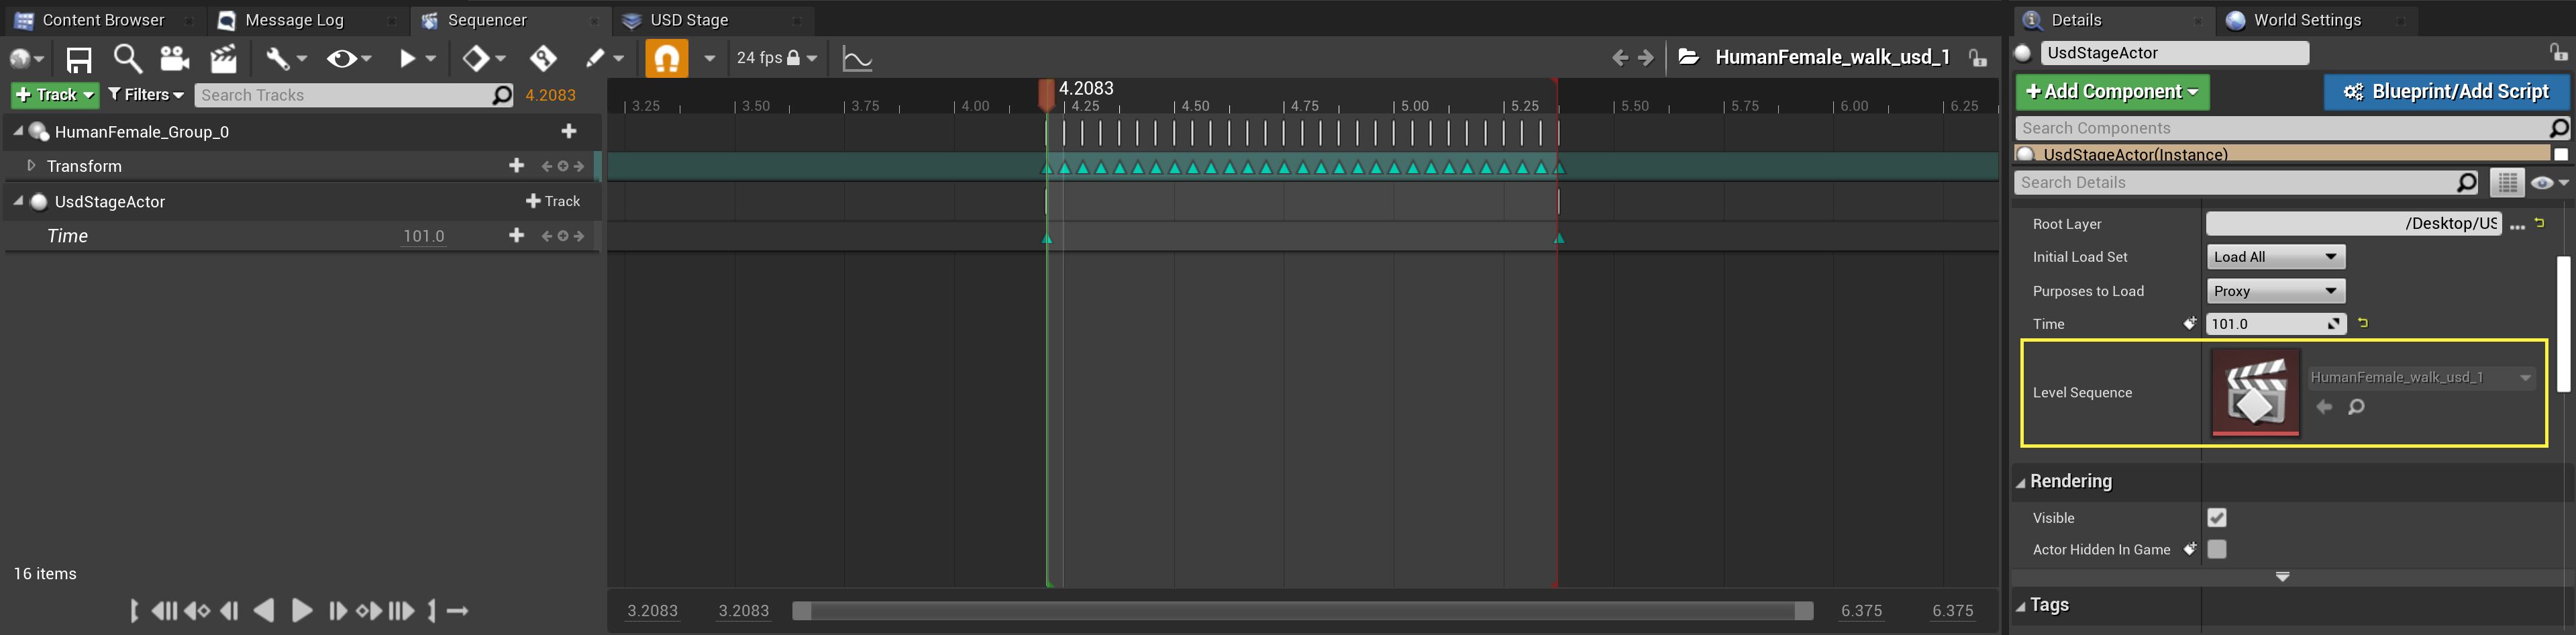 Content Browser
Message Log
Sequencer
USD Stage
24 fps
HumanFemale_walk_usd_1
Track
Filters
Search Tracks
4.2083
HumanFemale_Group_0
Transform
UsdStageActor
Track
Time
101.0
16 items
4.2083
3.25 3.50 3.75 4.00 4.25 4.50 4.75 5.00 5.25 5.50 5.75 6.00 6.25
3.2083 3.2083 6.375 6.375
Details
World Settings
UsdStageActor
Add Component
Blueprint/Add Script
Search Components
UsdStageActor(Instance)
Search Details
Root Layer
/Desktop/US
...
Initial Load Set
Load All
Purposes to Load
Proxy
Time
101.0
Level Sequence
HumanFemale_walk_usd_1
Rendering
Visible
Actor Hidden In Game
Tags